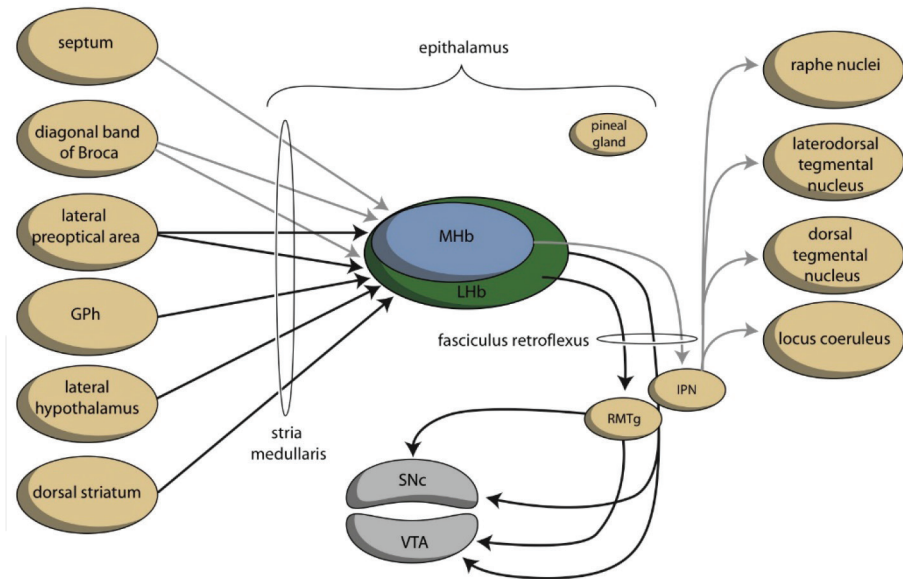 septum
diagonal band
of Broca
lateral
preoptical area
GPh
lateral
hypothalamus
dorsal striatum
epithalamus
pineal
gland
MHb
LHb
fasciculus retroflexus
stria
medullaris
IPN
RMTg
SNc
VTA
raphe nuclei
laterodorsal
tegmental
nucleus
dorsal
tegmental
nucleus
locus coeruleus